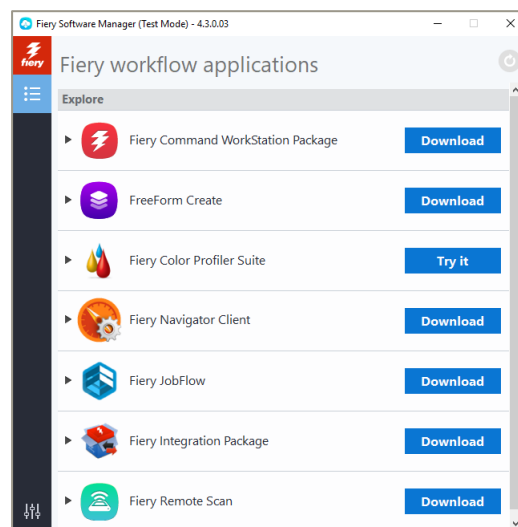 Fiery Software Manager (Test Mode) - 4.3.0.03
fiery
Fiery workflow applications
Explore
Fiery Command WorkStation Package
Download
FreeForm Create
Download
Fiery Color Profiler Suite
Try it
Fiery Navigator Client
Download
Fiery JobFlow
Download
Fiery Integration Package
Download
Fiery Remote Scan
Download